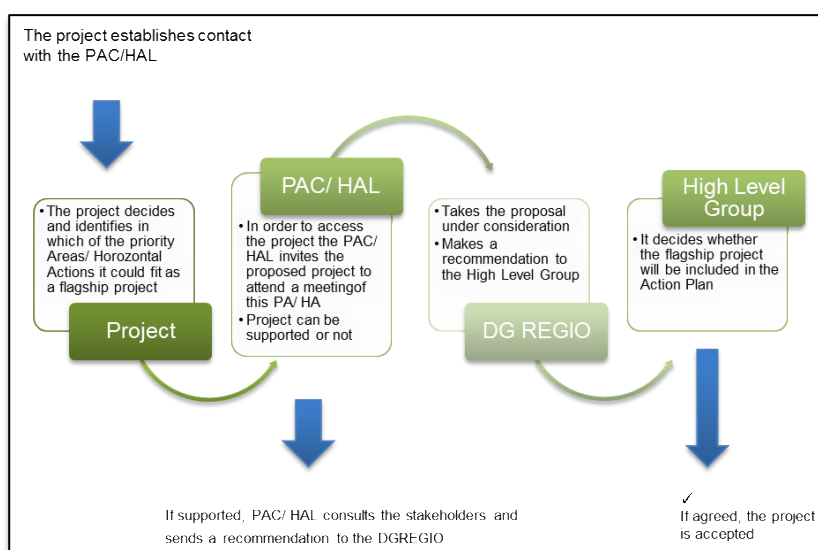 The project establishes contact
with the PAC/HAL
• The project decides
and identifies in
which of the priority
Areas/ Horozontal
Actions it could fit as
a flagship project
Project
PAC/ HAL
• In order to access
the project the PAC/
HAL invites the
proposed project to
attend a meetingof
this PA/ HA
• Project can be
supported or not
• Takes the proposal
under consideration
• Makes a
recommendation to
the High Level Group
DG REGIO
High Level
Group
• It decides whether
the flagship project
will be included in the
Action Plan
If supported, PAC/ HAL consults the stakeholders and
sends a recommendation to the DGREGIO
✓
If agreed, the project
is accepted